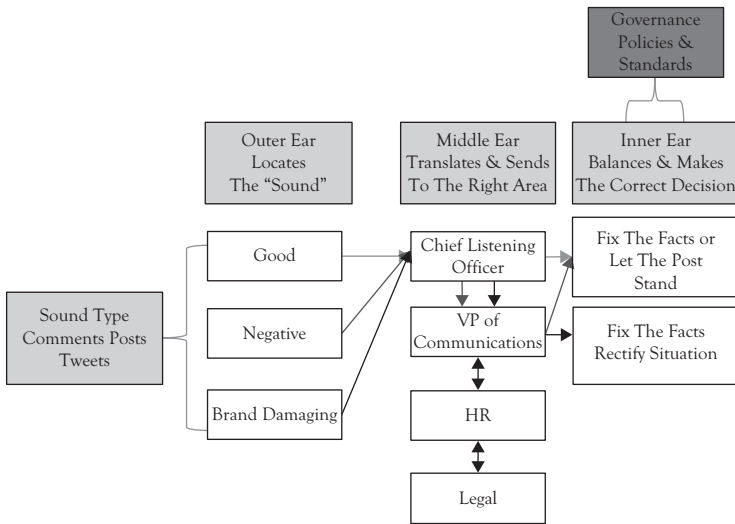 Governance
Policies &
Standards
Outer Ear
Locates
The “Sound”
Middle Ear
Translates & Sends
To The Right Area
Inner Ear
Balances & Makes
The Correct Decision
Sound Type
Comments Posts
Tweets
Good
Negative
Brand Damaging
Chief Listening
Officer
VP of
Communications
HR
Legal
Fix The Facts or
Let The Post
Stand
Fix The Facts
Rectify Situation